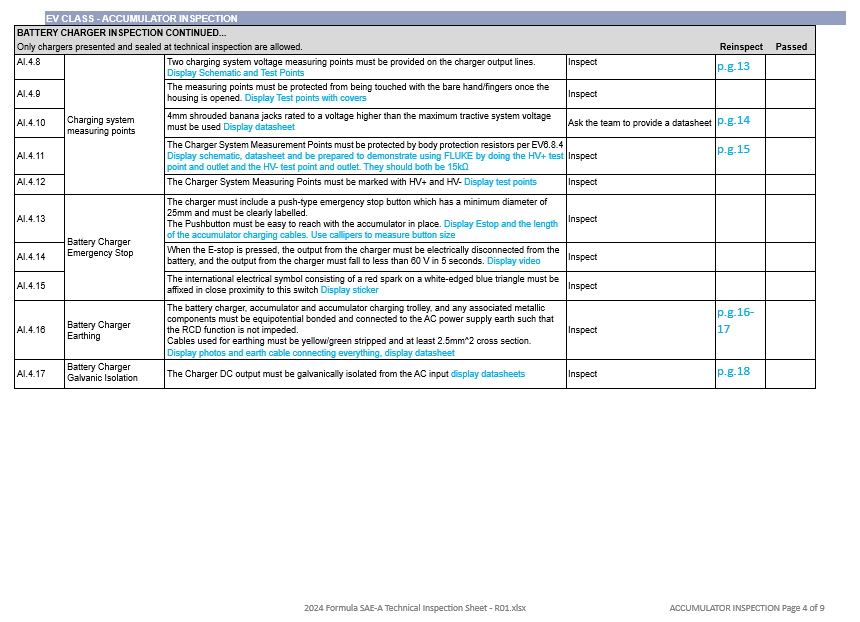 EV CLASS - ACCUMULATOR INSPECTION
BATTERY CHARGER INSPECTION CONTINUED...
Only chargers presented and sealed at technical inspection are allowed.
Reinspect Passed
AI.4.8
Two charging system voltage measuring points must be provided on the charger output lines.
Display Schematic and Test Points
Inspect
p.g.13
AI.4.9
The measuring points must be protected from being touched with the bare hand/fingers once the
housing is opened. Display Test points with covers
Inspect
Charging system
measuring points
AI.4.10
4mm shrouded banana jacks rated to a voltage higher than the maximum tractive system voltage
must be used Display datasheet
Ask the team to provide a datasheet
p.g.14
AI.4.11
The Charger System Measurement Points must be protected by body protection resistors per EV6.8.4
Display schematic, datasheet and be prepared to demonstrate using FLUKE by doing the HV+ test
point and outlet and the HV- test point and outlet. They should both be 15kΩ
Inspect
p.g.15
AI.4.12
The Charger System Measuring Points must be marked with HV+ and HV- Display test points
Inspect
AI.4.13
The charger must include a push-type emergency stop button which has a minimum diameter of
25mm and must be clearly labelled.
The Pushbutton must be easy to reach with the accumulator in place. Display Estop and the length
of the accumulator charging cables. Use callipers to measure button size
Inspect
Battery Charger
Emergency Stop
AI.4.14
When the E-stop is pressed, the output from the charger must be electrically disconnected from the
battery, and the output from the charger must fall to less than 60 V in 5 seconds. Display video
Inspect
AI.4.15
The international electrical symbol consisting of a red spark on a white-edged blue triangle must be
affixed in close proximity to this switch Display sticker
Inspect
AI.4.16
Battery Charger
Earthing
The battery charger, accumulator and accumulator charging trolley, and any associated metallic
components must be equipotential bonded and connected to the AC power supply earth such that
the RCD function is not impeded.
Cables used for earthing must be yellow/green stripped and at least 2.5mm^2 cross section.
Display photos and earth cable connecting everything, display datasheet
Inspect
p.g.16-
17
AI.4.17
Battery Charger
Galvanic Isolation
The Charger DC output must be galvanically isolated from the AC input display datasheets
Inspect
p.g.18
2024 Formula SAE-A Technical Inspection Sheet - R01.xlsx
ACCUMULATOR INSPECTION Page 4 of 9